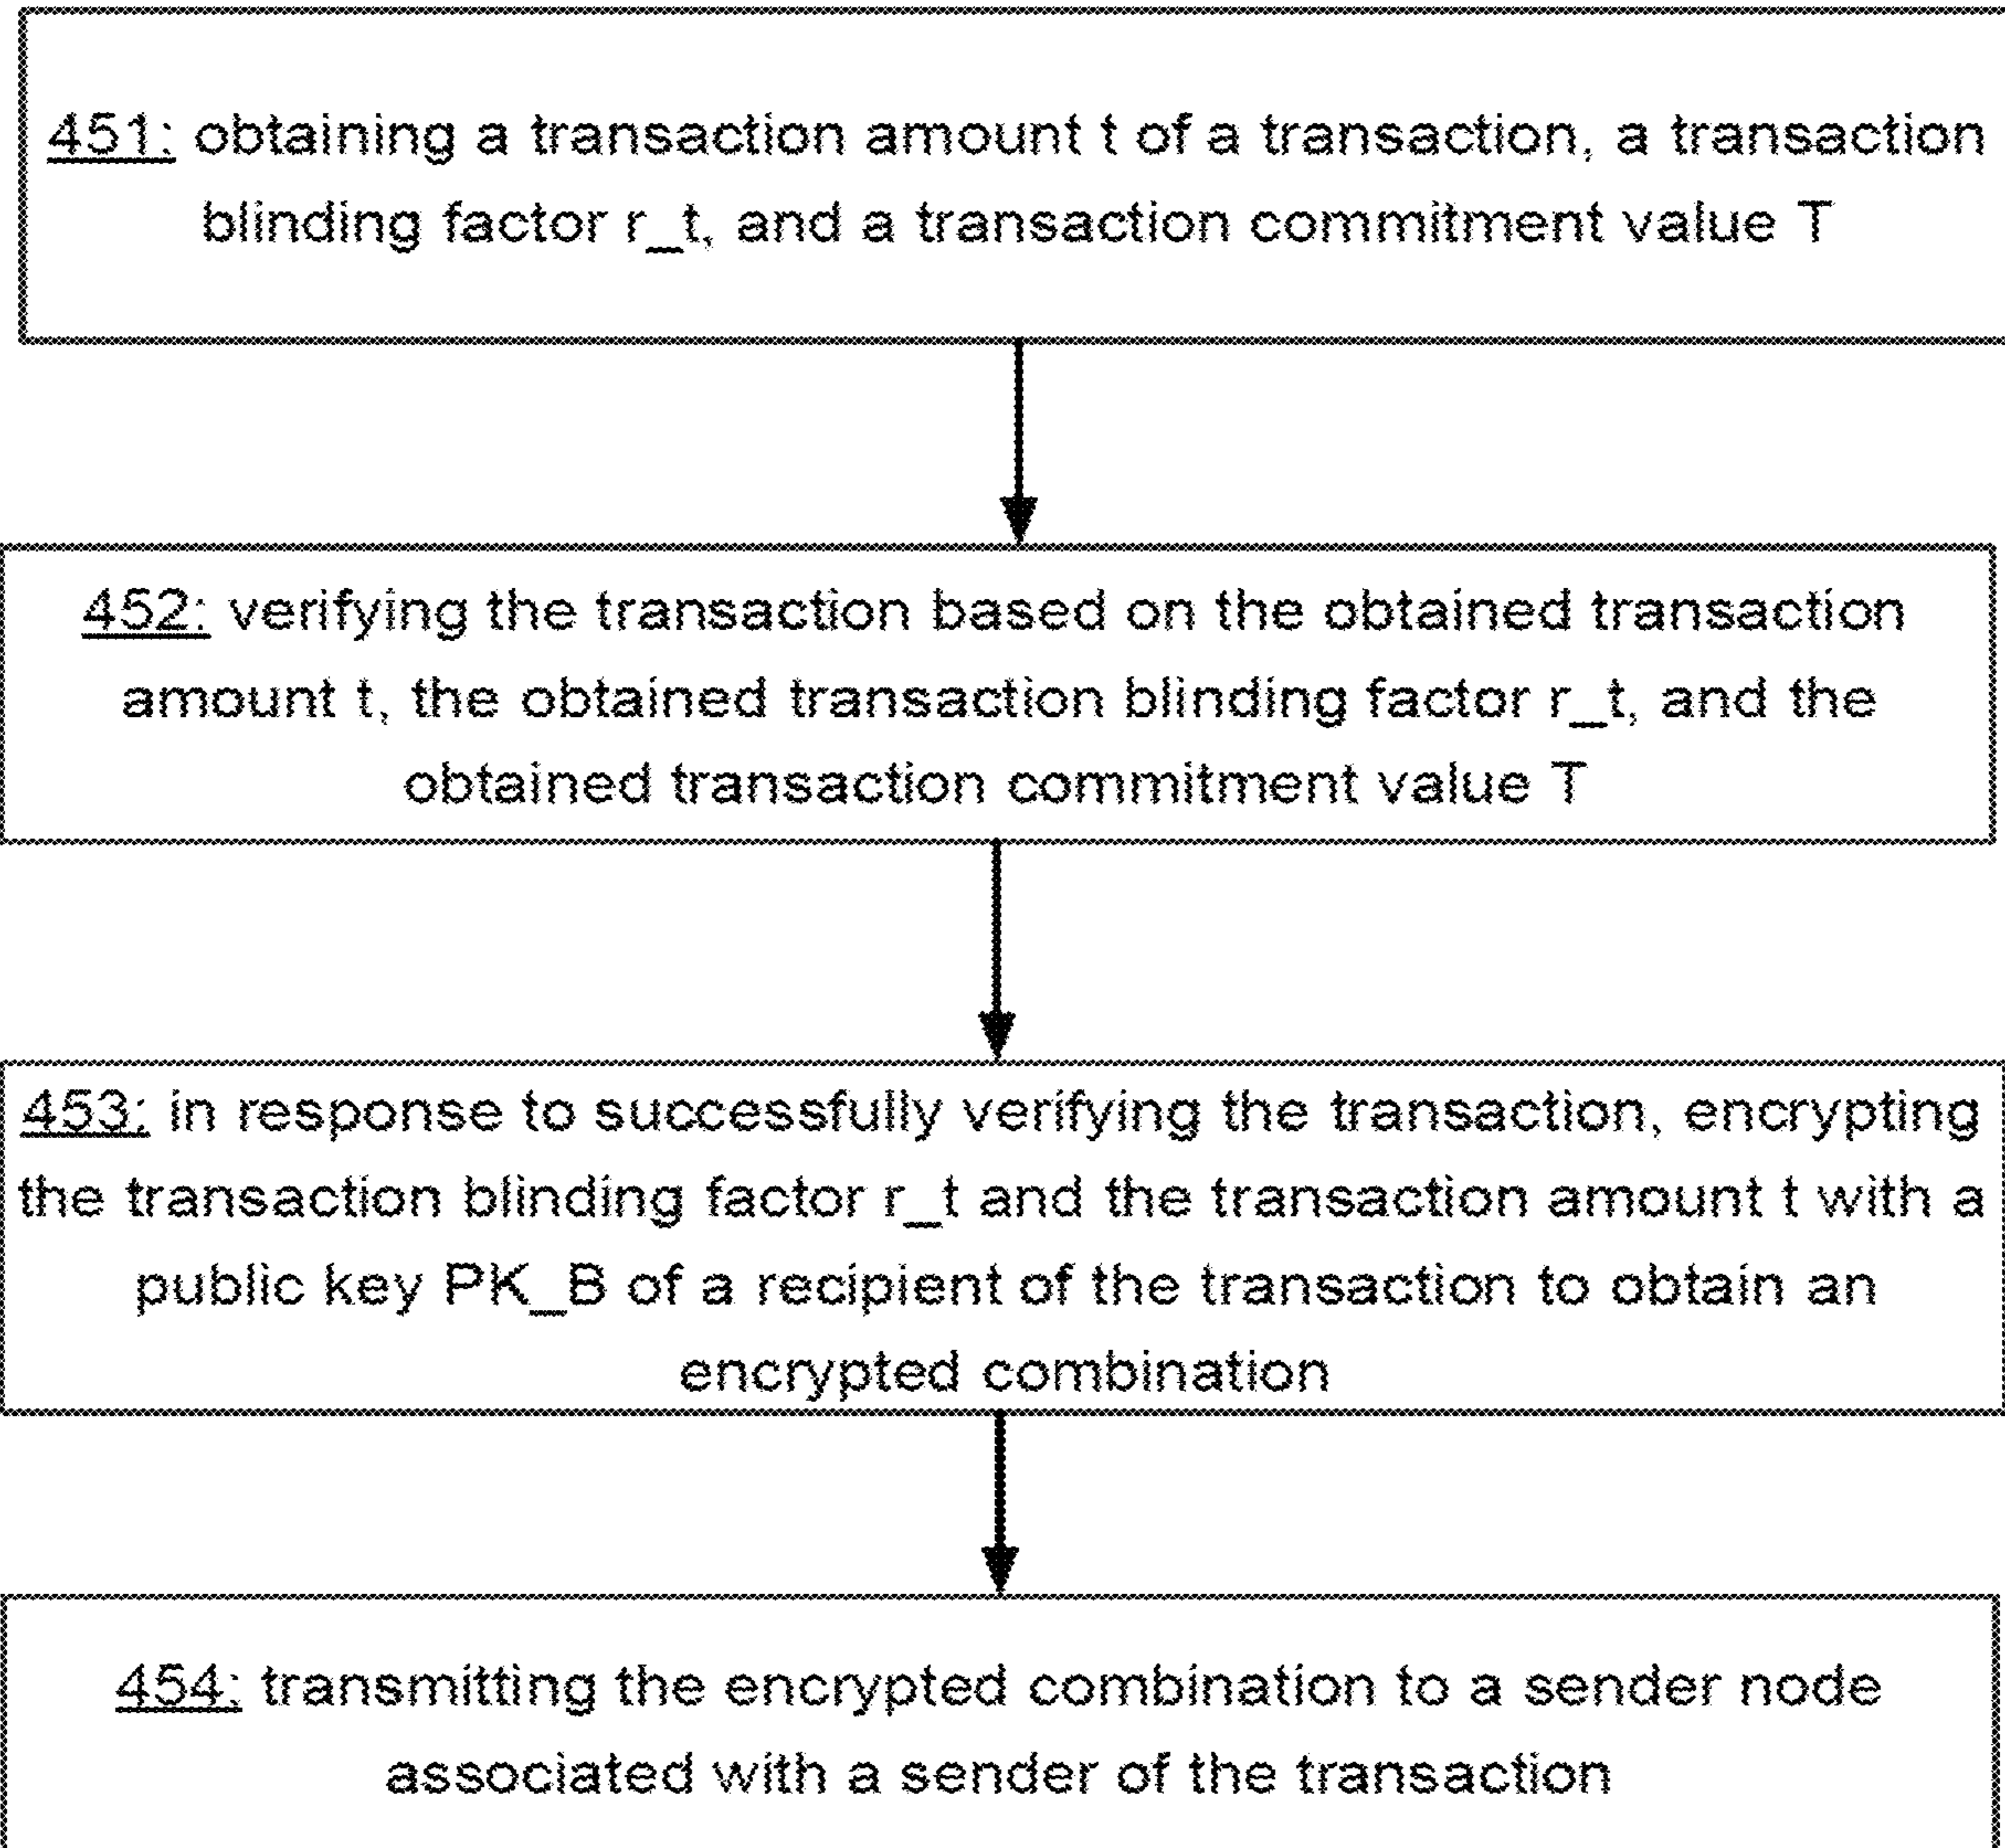 451: obtaining a transaction amount t of a transaction, a transaction
blinding factor r_t, and a transaction commitment value T
452: verifying the transaction based on the obtained transaction
amount t, the obtained transaction blinding factor r_t, and the
obtained transaction commitment value T
453: in response to successfully verifying the transaction, encrypting
the transaction blinding factor r_t and the transaction amount t with a
public key PK_B of a recipient of the transaction to obtain an
encrypted combination
454: transmitting the encrypted combination to a sender node
associated with a sender of the transaction